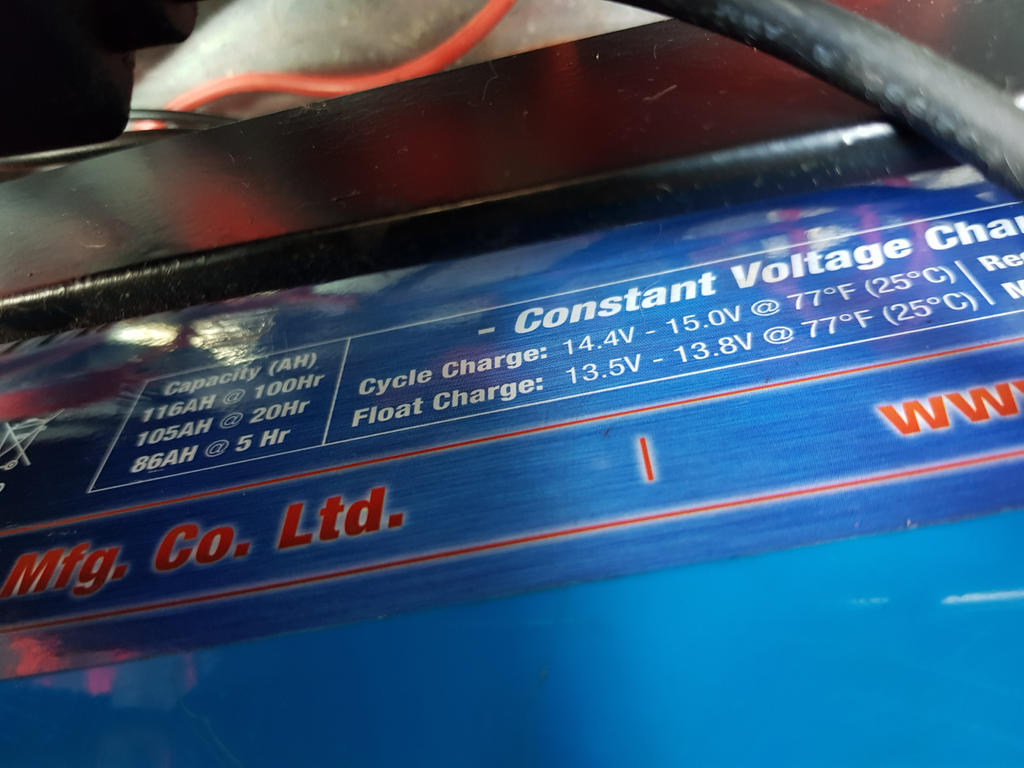 - Constant Voltage
Capacity (AH)
116AH @ 100Hr
105AH @ 20Hr
86AH @ 5 Hr
Cycle Charge: 14.4V - 15.0V @ 77°F (25°C)
Float Charge: 13.5V - 13.8V @ 77°F (25°C)
Mfg. Co. Ltd. |